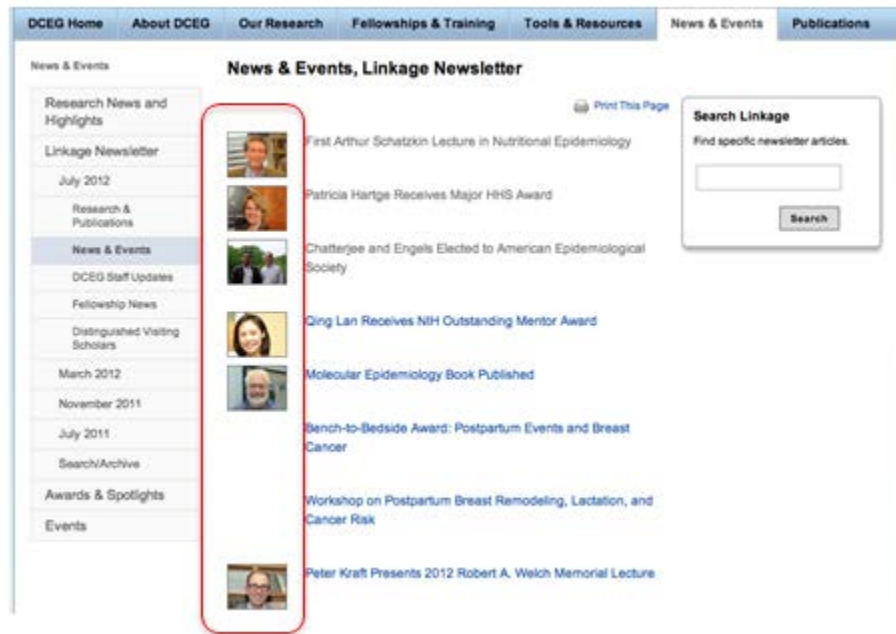 DCEG Home About DCEG Our Research Fellowships & Training Tools & Resources News & Events Publications
News & Events
Research News and
Highlights
Linkage Newsletter
July 2012
Research &
Publications
News & Events
DCEG Staff Updates
Fellowship News
Distinguished Visiting
Scholars
March 2012
November 2011
July 2011
Search/Archive
Awards & Spotlights
Events
News & Events, Linkage Newsletter
Print This Page
First Arthur Schatzkin Lecture in Nutritional Epidemiology
Patricia Hartge Receives Major HHS Award
Chatterjee and Engels Elected to American Epidemiological
Society
Qing Lan Receives NIH Outstanding Mentor Award
Molecular Epidemiology Book Published
Bench-to-Bedside Award: Postpartum Events and Breast
Cancer
Workshop on Postpartum Breast Remodeling, Lactation, and
Cancer Risk
Peter Kraft Presents 2012 Robert A. Welch Memorial Lecture
Search Linkage
Find specific newsletter articles.
Search